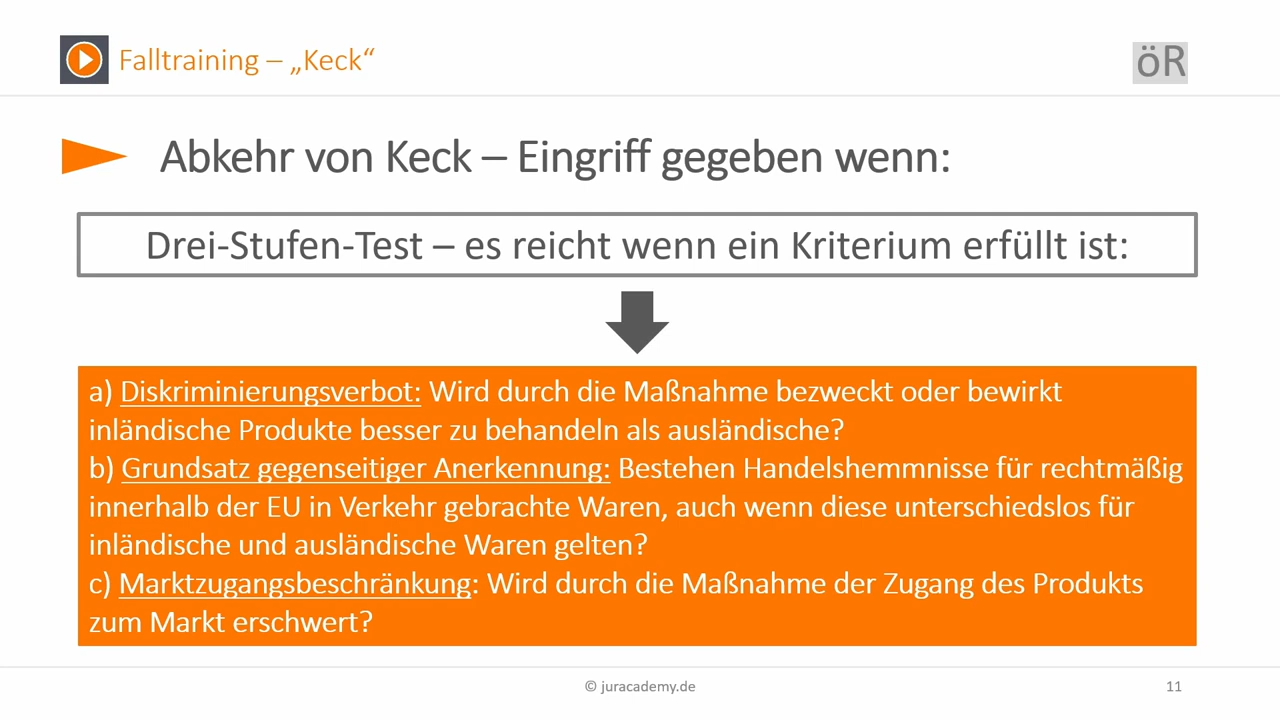 Falltraining – „Keck“
öR
Abkehr von Keck – Eingriff gegeben wenn:
Drei-Stufen-Test – es reicht wenn ein Kriterium erfüllt ist:
a) Diskriminierungsverbot: Wird durch die Maßnahme bezweckt oder bewirkt
inländische Produkte besser zu behandeln als ausländische?
b) Grundsatz gegenseitiger Anerkennung: Bestehen Handelshemmnisse für rechtmäßig
innerhalb der EU in Verkehr gebrachte Waren, auch wenn diese unterschiedslos für
inländische und ausländische Waren gelten?
c) Marktzugangsbeschränkung: Wird durch die Maßnahme der Zugang des Produkts
zum Markt erschwert?
© juracademy.de
11